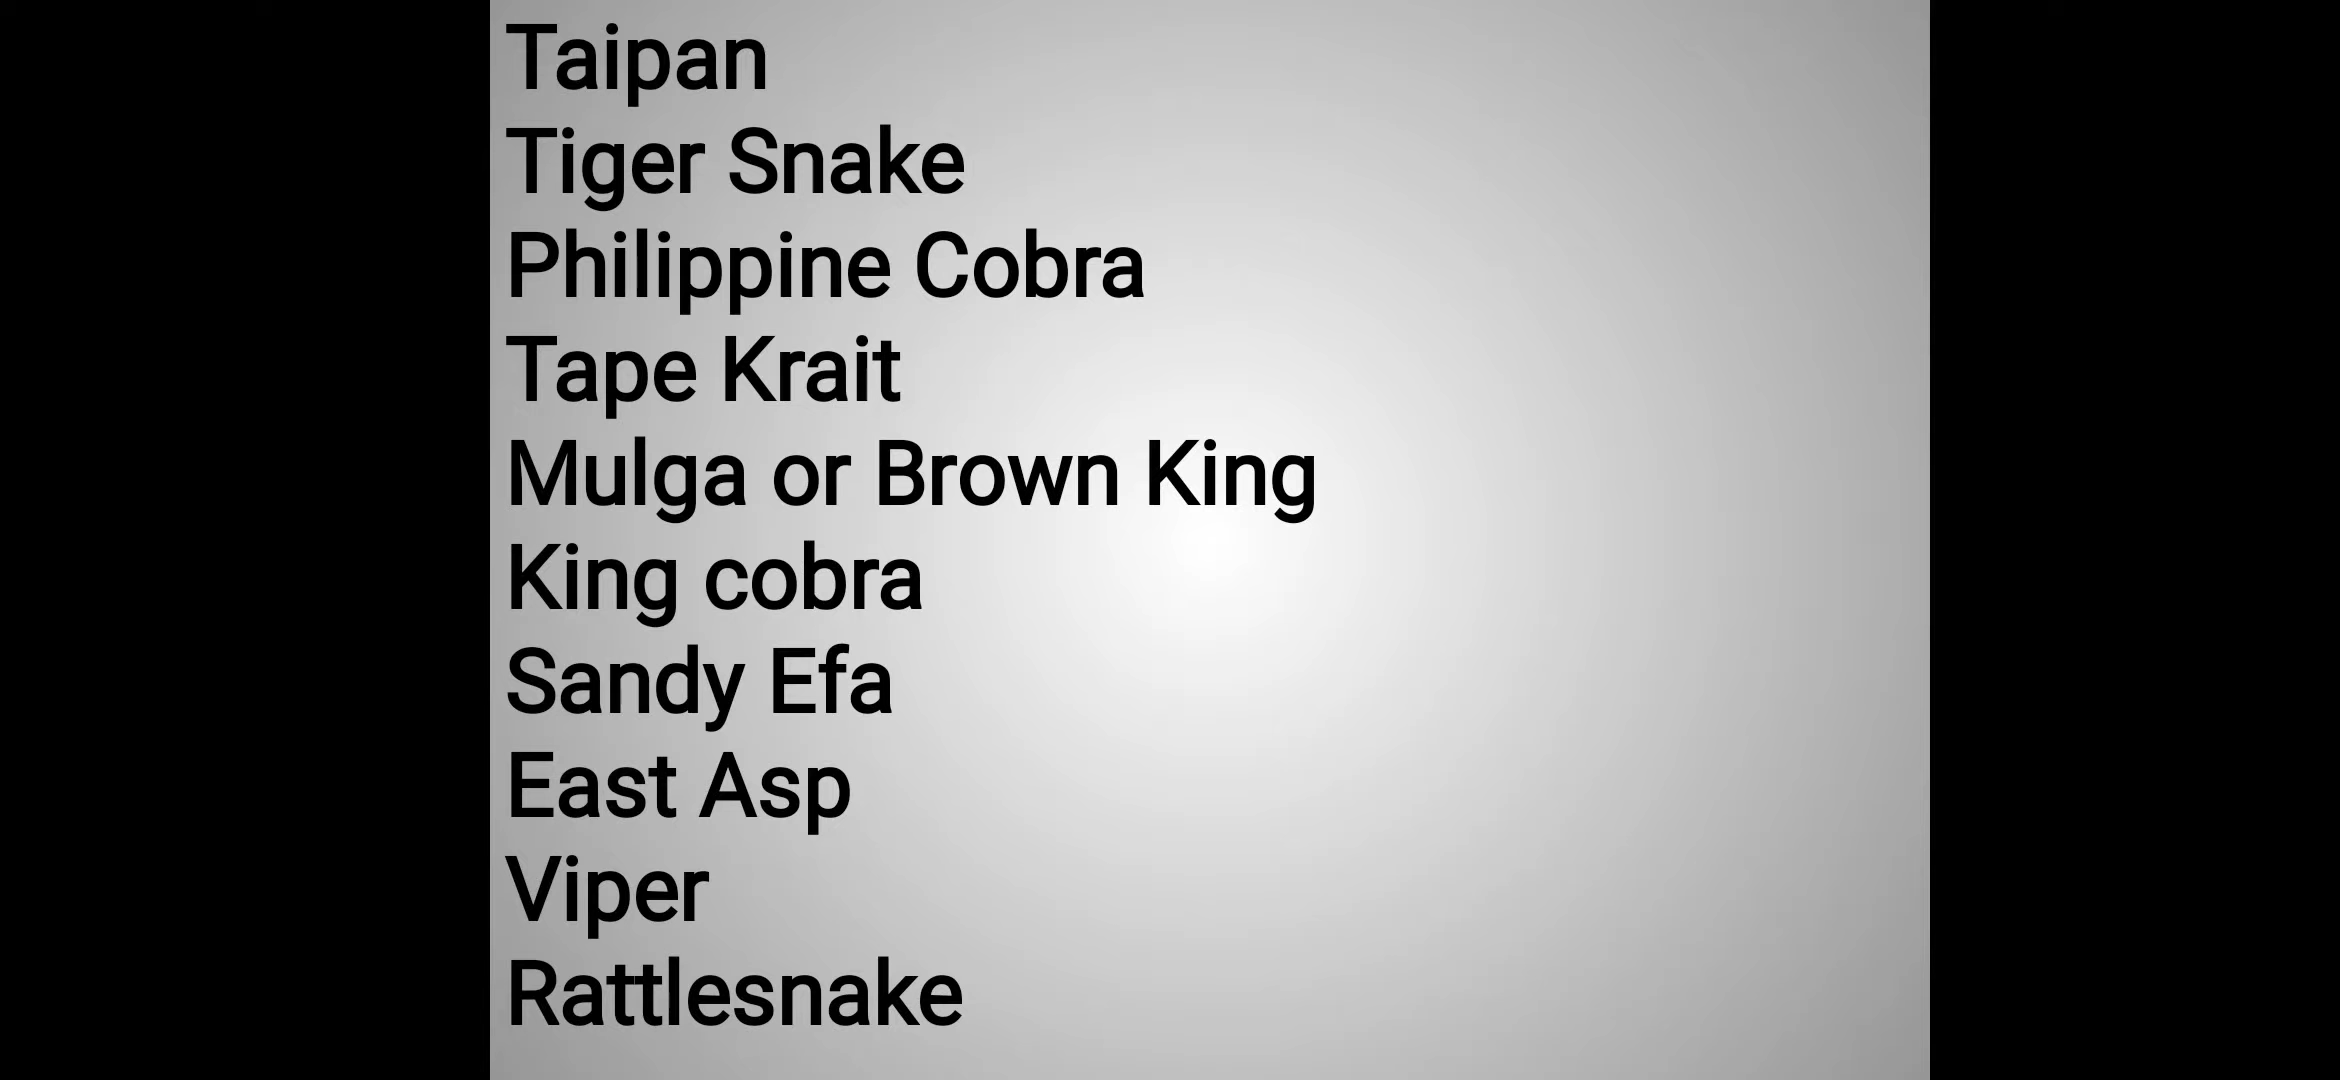 Taipan
Tiger Snake
Philippine Cobra
Tape Krait
Mulga or Brown King
King cobra
Sandy Efa
East Asp
Viper
Rattlesnake